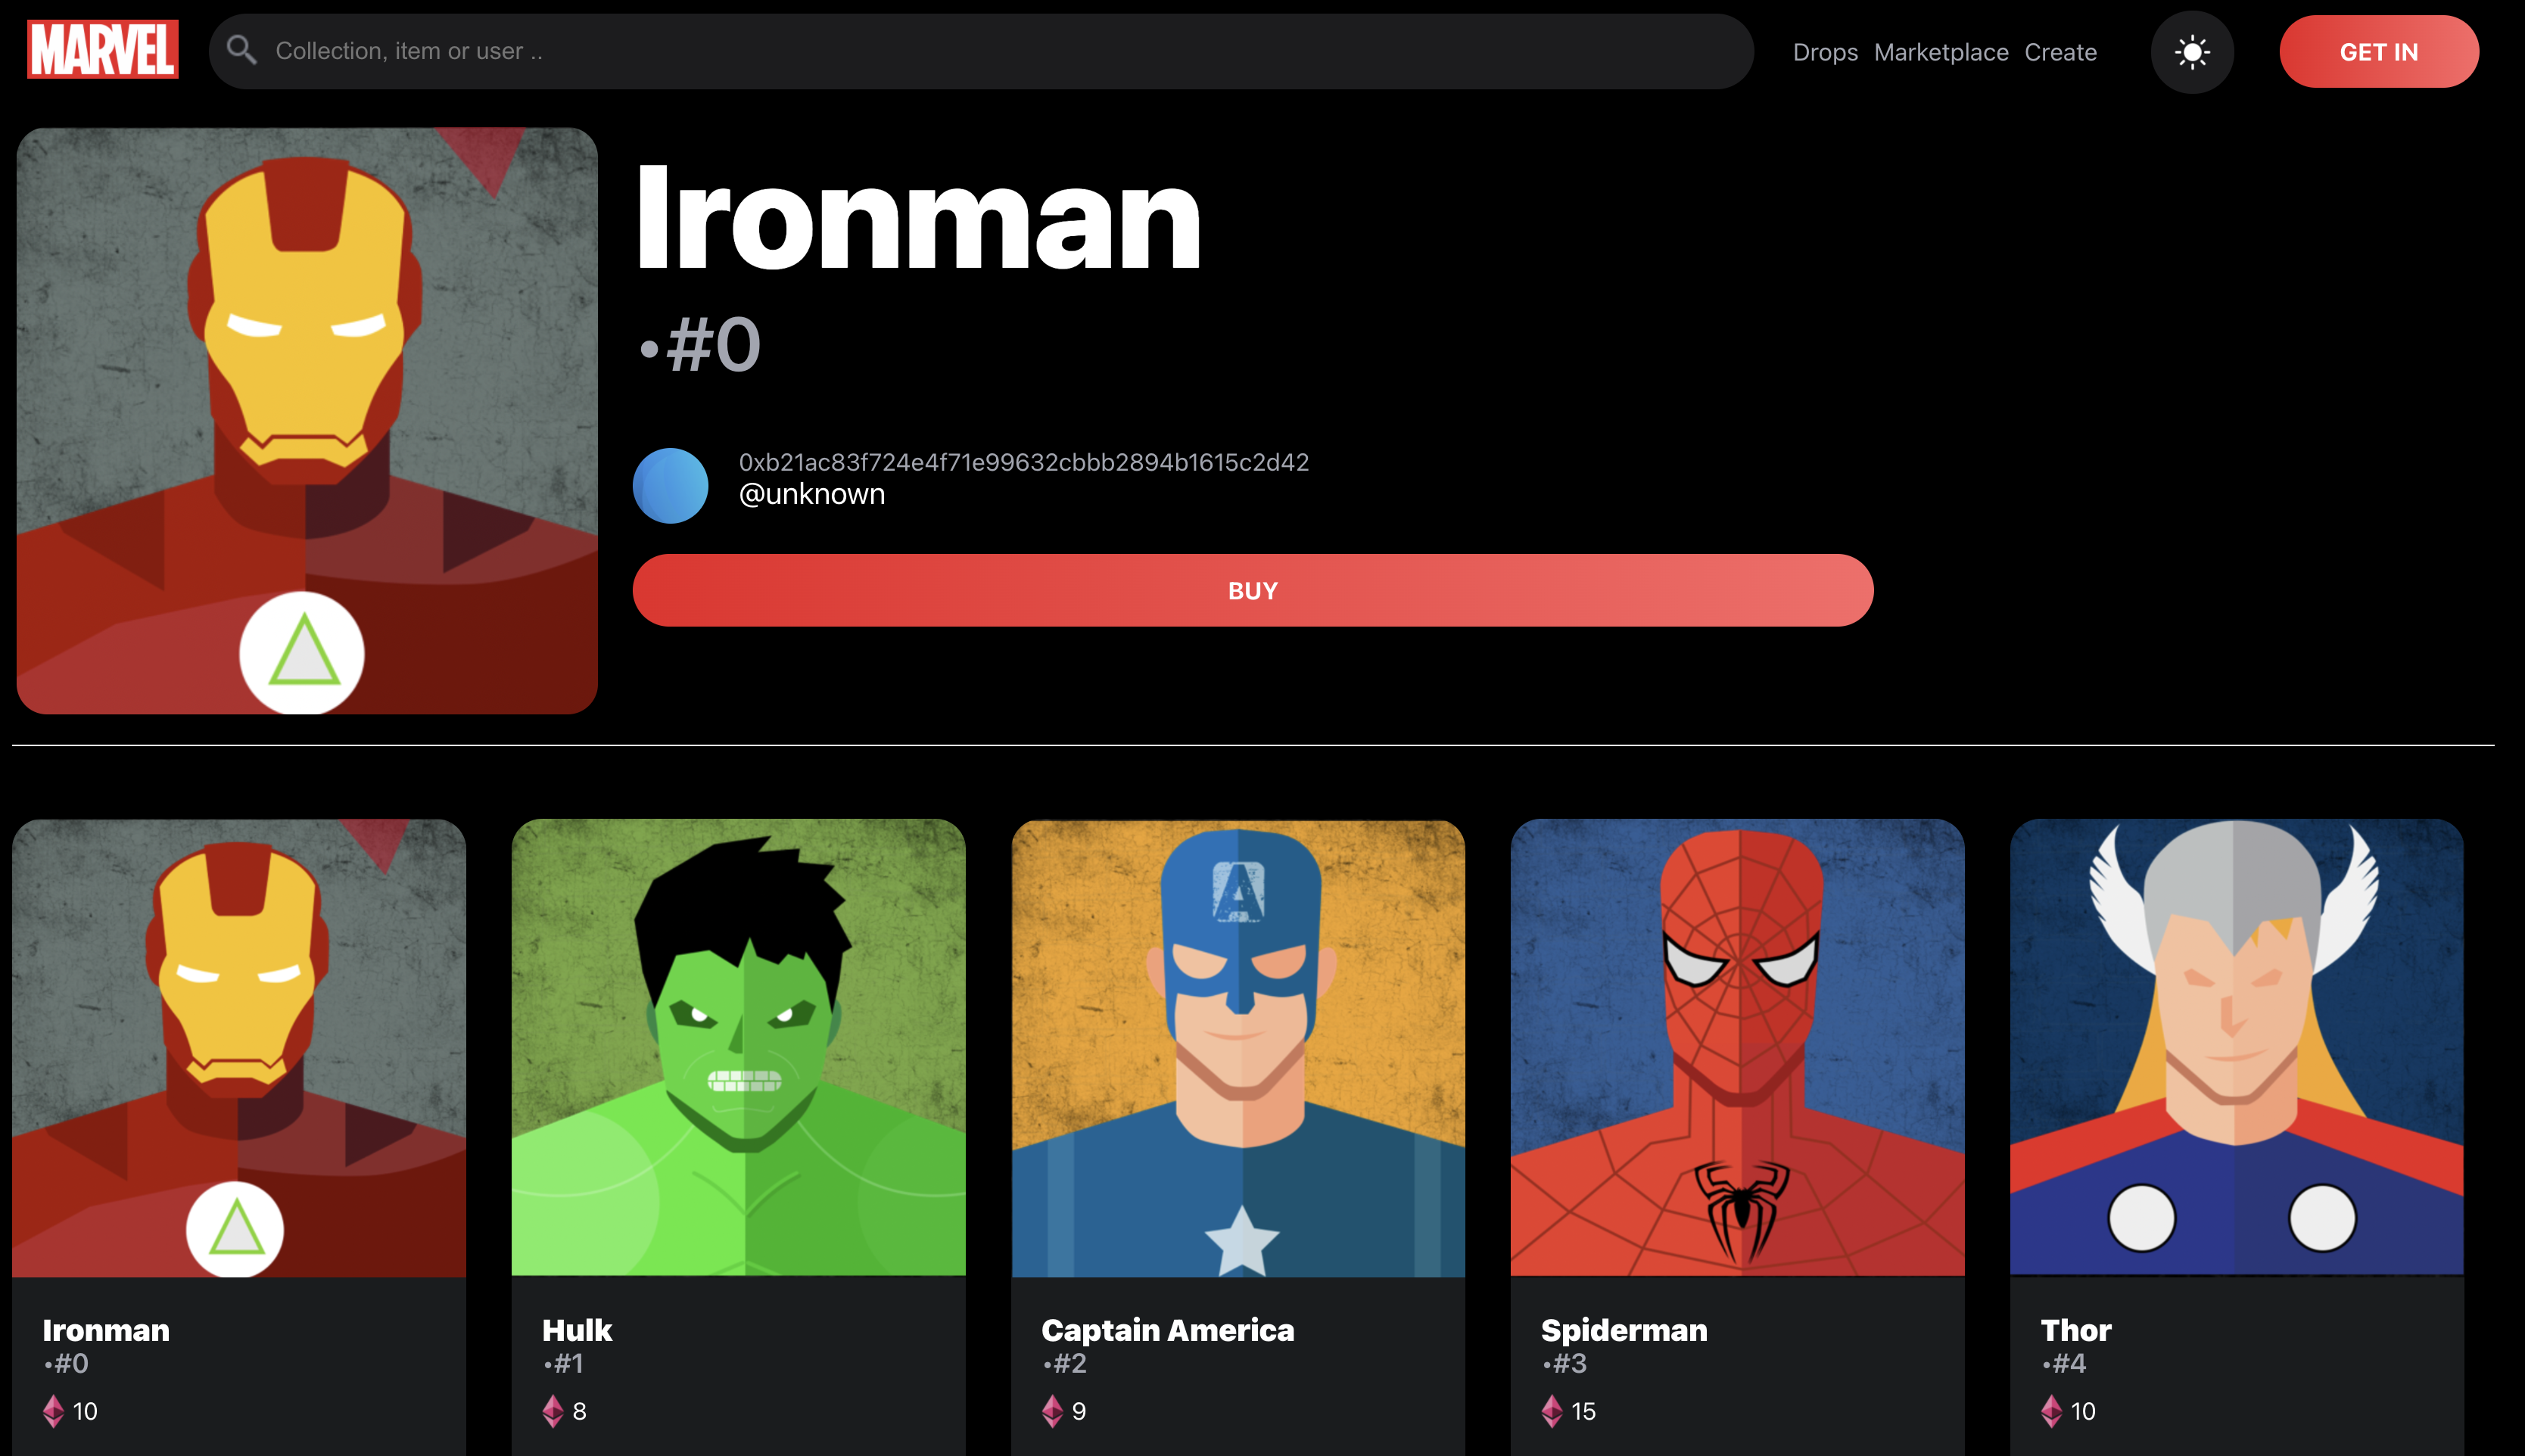 MARVEL
Collection, item or user ..
Drops Marketplace Create
GET IN
Ironman
•#0
0xb21ac83f724e4f71e99632cbbb2894b1615c2d42
@unknown
BUY
A
Ironman
•#0
10
Hulk
•#1
8
Captain America
•#2
9
Spiderman
•#3
15
Thor
•#4
10